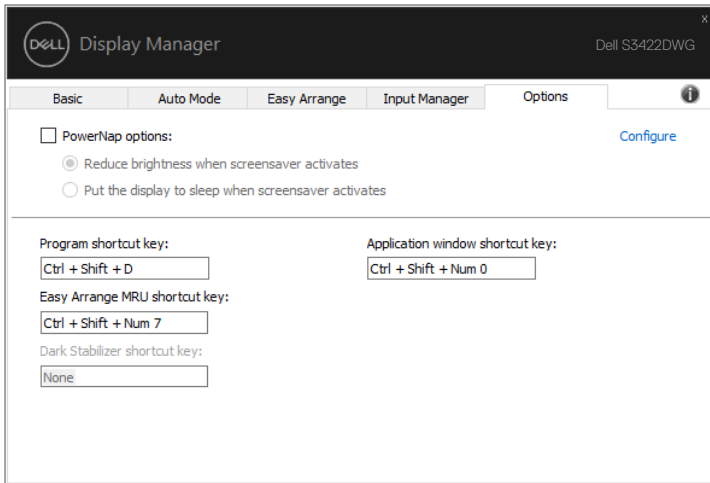 x
DELL Display Manager Dell S3422DWG
Basic Auto Mode Easy Arrange Input Manager Options i
PowerNap options: Configure
Reduce brightness when screensaver activates
Put the display to sleep when screensaver activates
Program shortcut key: Application window shortcut key:
Ctrl + Shift + D Ctrl + Shift + Num 0
Easy Arrange MRU shortcut key:
Ctrl + Shift + Num 7
Dark Stabilizer shortcut key:
None